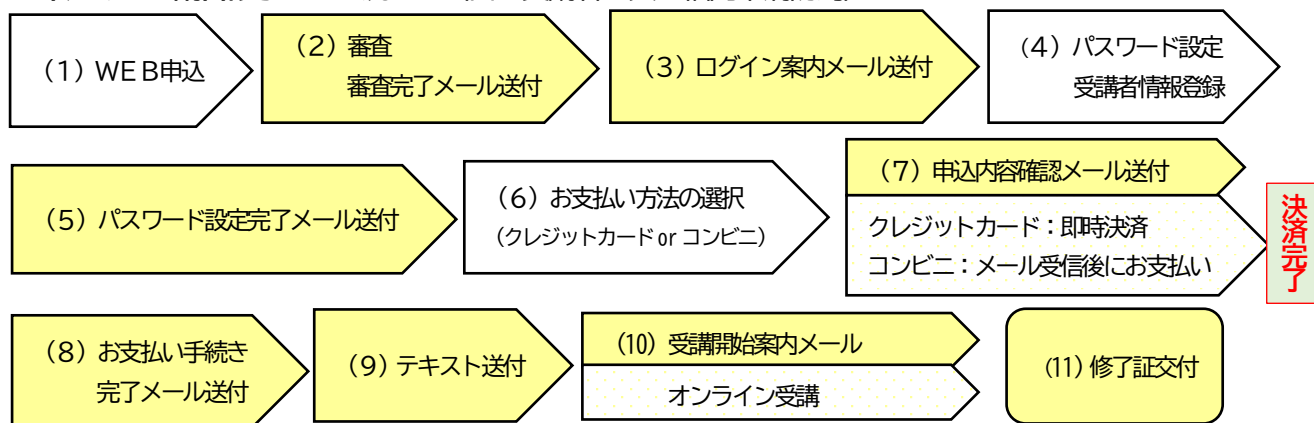 (1) WEB申込
(2) 審査
審査完了メール送付
(3) ログイン案内メール送付
(4) パスワード設定
受講者情報登録
(5) パスワード設定完了メール送付
(6) お支払い方法の選択
(クレジットカード or コンビニ)
(7) 申込内容確認メール送付
クレジットカード：即時決済
コンビニ：メール受信後にお支払い
決済完了
(8) お支払い手続き
完了メール送付
(9) テキスト送付
(10) 受講開始案内メール
オンライン受講
(11) 修了証交付